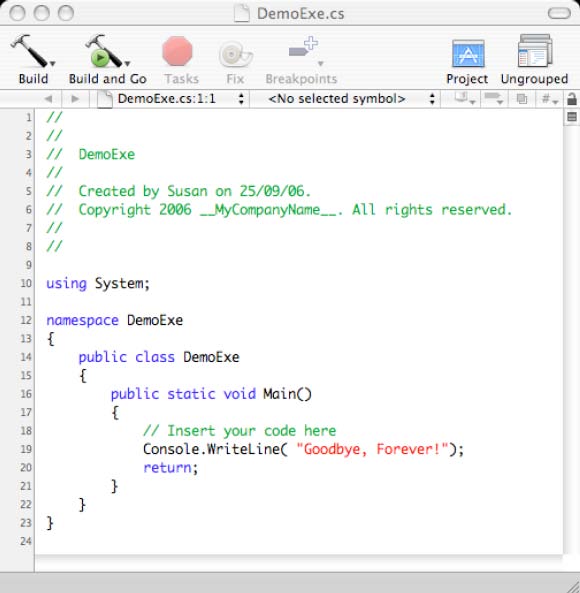 DemoExe.cs
Build Build and Go Tasks Fix Breakpoints Project Ungrouped
DemoExe.cs:1:1 <No selected symbol> #
1 //
2 //
3 //  DemoExe
4 //
5 //  Created by Susan on 25/09/06.
6 //  Copyright 2006 __MyCompanyName__. All rights reserved.
7 //
8 //
9
10 using System;
11
12 namespace DemoExe
13 {
14     public class DemoExe
15     {
16         public static void Main()
17         {
18             // Insert your code here
19             Console.WriteLine( "Goodbye, Forever!");
20             return;
21         }
22     }
23 }
24